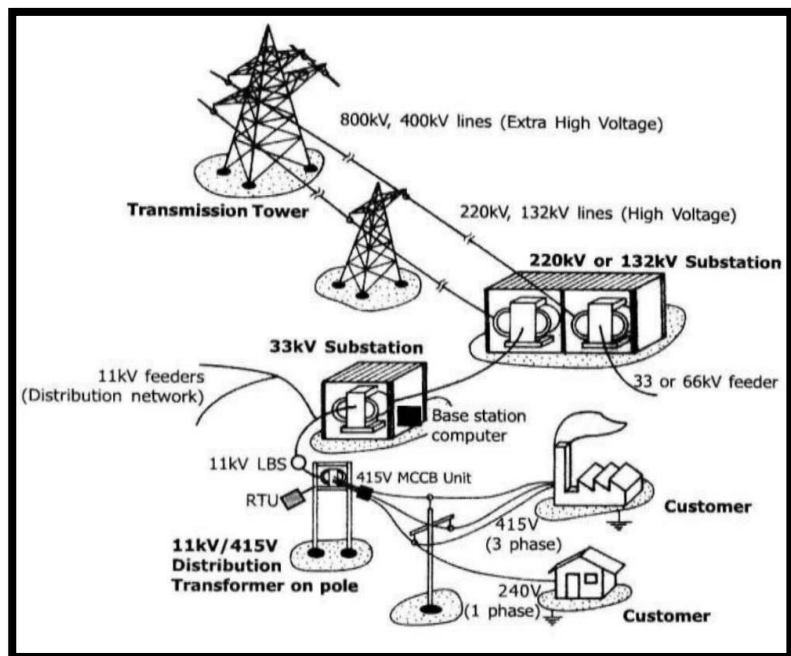 800kV, 400kV lines (Extra High Voltage)
Transmission Tower
220kV, 132kV lines (High Voltage)
220kV or 132kV Substation
33kV Substation
11kV feeders
(Distribution network)
33 or 66kV feeder
Base station
computer
11kV LBS
415V MCCB Unit
RTU
Customer
415V
(3 phase)
11kV/415V
Distribution
Transformer on pole
240V
(1 phase)
Customer